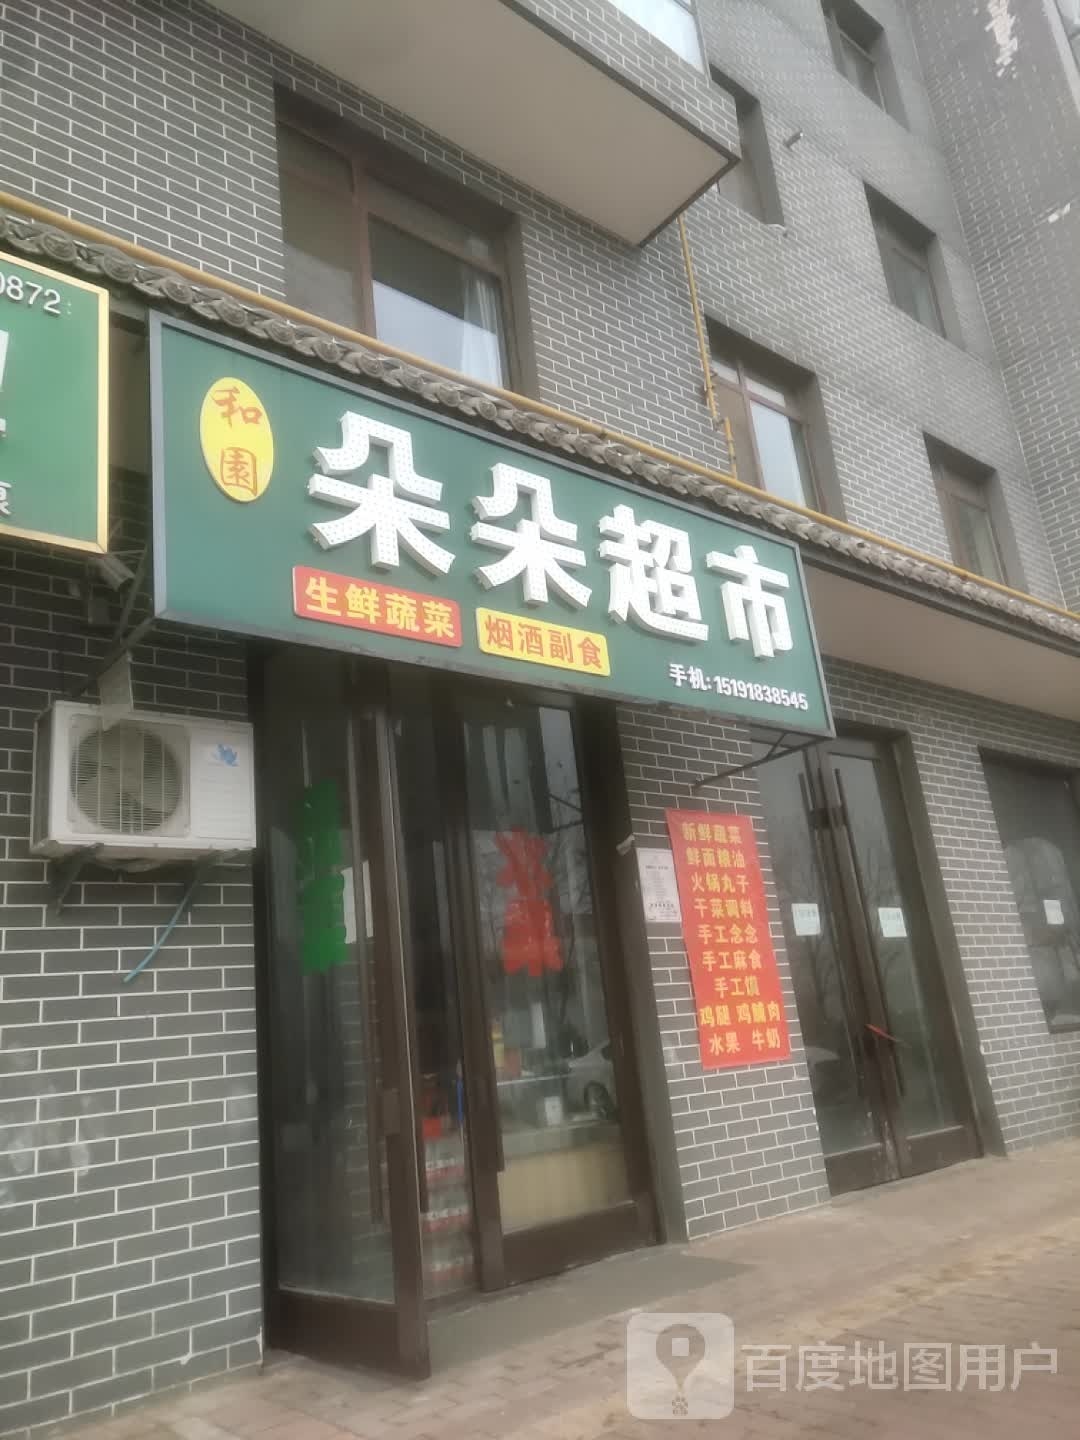 0872
和園
朵朵超市
生鲜蔬菜
烟酒副食
手机:15191838545
水果
新鲜蔬菜
鲜面粮油
火锅丸子
干菜调料
手工念念
手工麻食
手工馍
鸡腿 鸡脯肉
水果 牛奶
百度地图用户